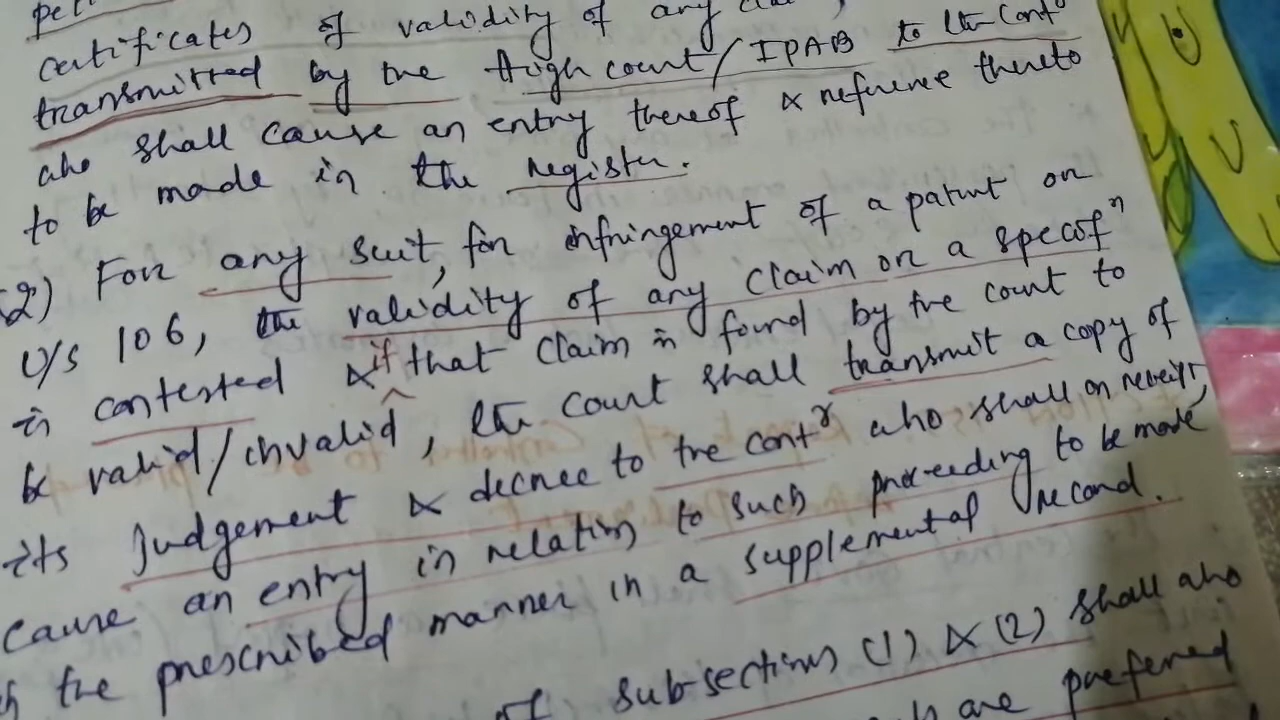 certificates of validity of any
transmitted by the High court/IPAB to the Contr
who shall cause an entry thereof & reference thereto
to be made in the register.
2) For any suit, for infringement of a patent or
U/S 106, the validity of any claim or a specofn
is contested & if that claim is found by the court to
be valid/invalid, the court shall transmit a copy of
its judgement & decree to the contr who shall on receipt,
cause an entry in relation to such proceeding to be made
the prescribed manner in a supplemental record.
of subsections (1) & (2) shall also
are preferred